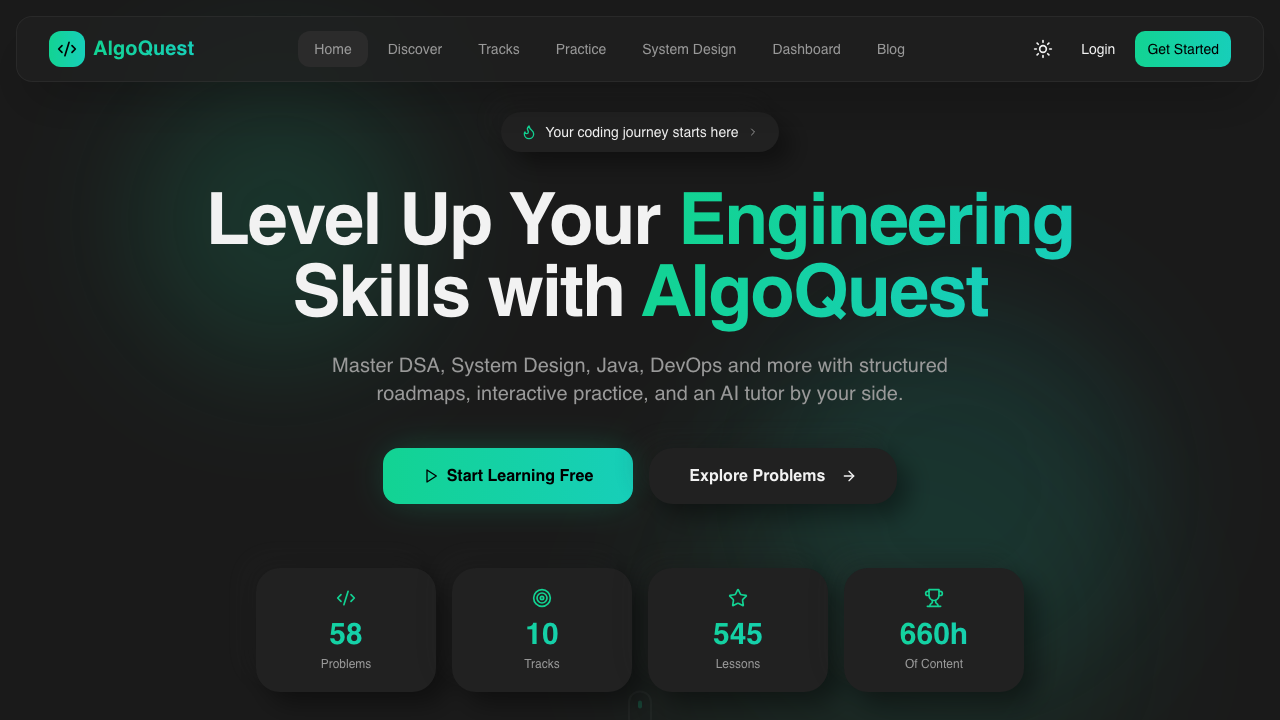 AlgoQuest
Home
Discover
Tracks
Practice
System Design
Dashboard
Blog
Login
Get Started
Your coding journey starts here
Level Up Your Engineering
Skills with AlgoQuest
Master DSA, System Design, Java, DevOps and more with structured
roadmaps, interactive practice, and an AI tutor by your side.
Start Learning Free
Explore Problems
58
Problems
10
Tracks
545
Lessons
660h
Of Content